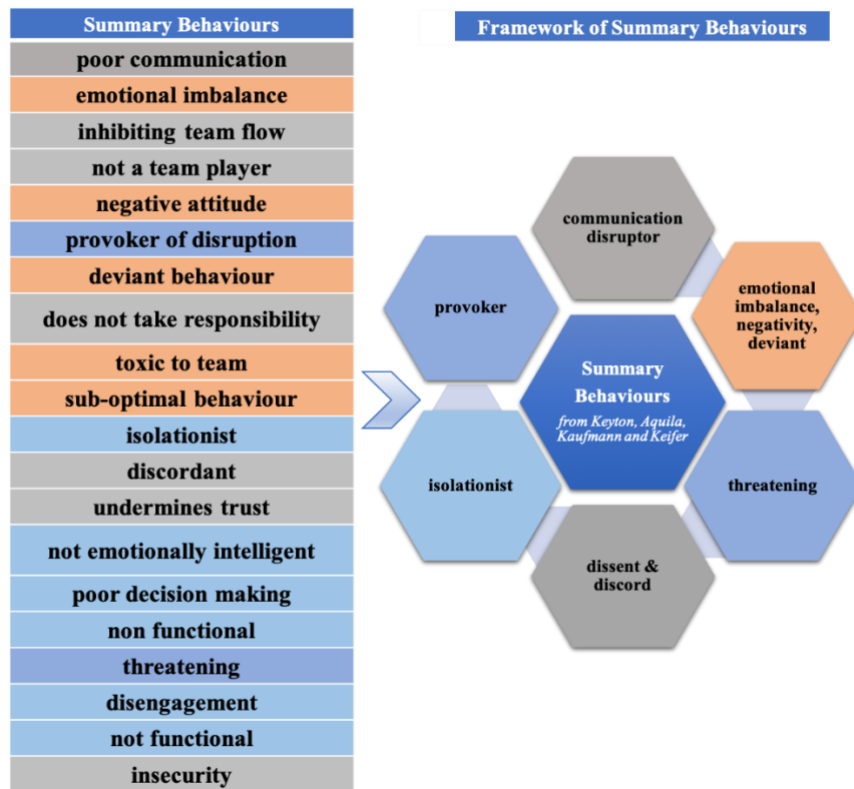 Summary Behaviours
poor communication
emotional imbalance
inhibiting team flow
not a team player
negative attitude
provoker of disruption
deviant behaviour
does not take responsibility
toxic to team
sub-optimal behaviour
isolationist
discordant
undermines trust
not emotionally intelligent
poor decision making
non functional
threatening
disengagement
not functional
insecurity
Framework of Summary Behaviours
communication
disruptor
provoker
emotional
imbalance,
negativity,
deviant
Summary
Behaviours
from Keyton, Aquila,
Kaufmann and Keifer
isolationist
threatening
dissent &
discord